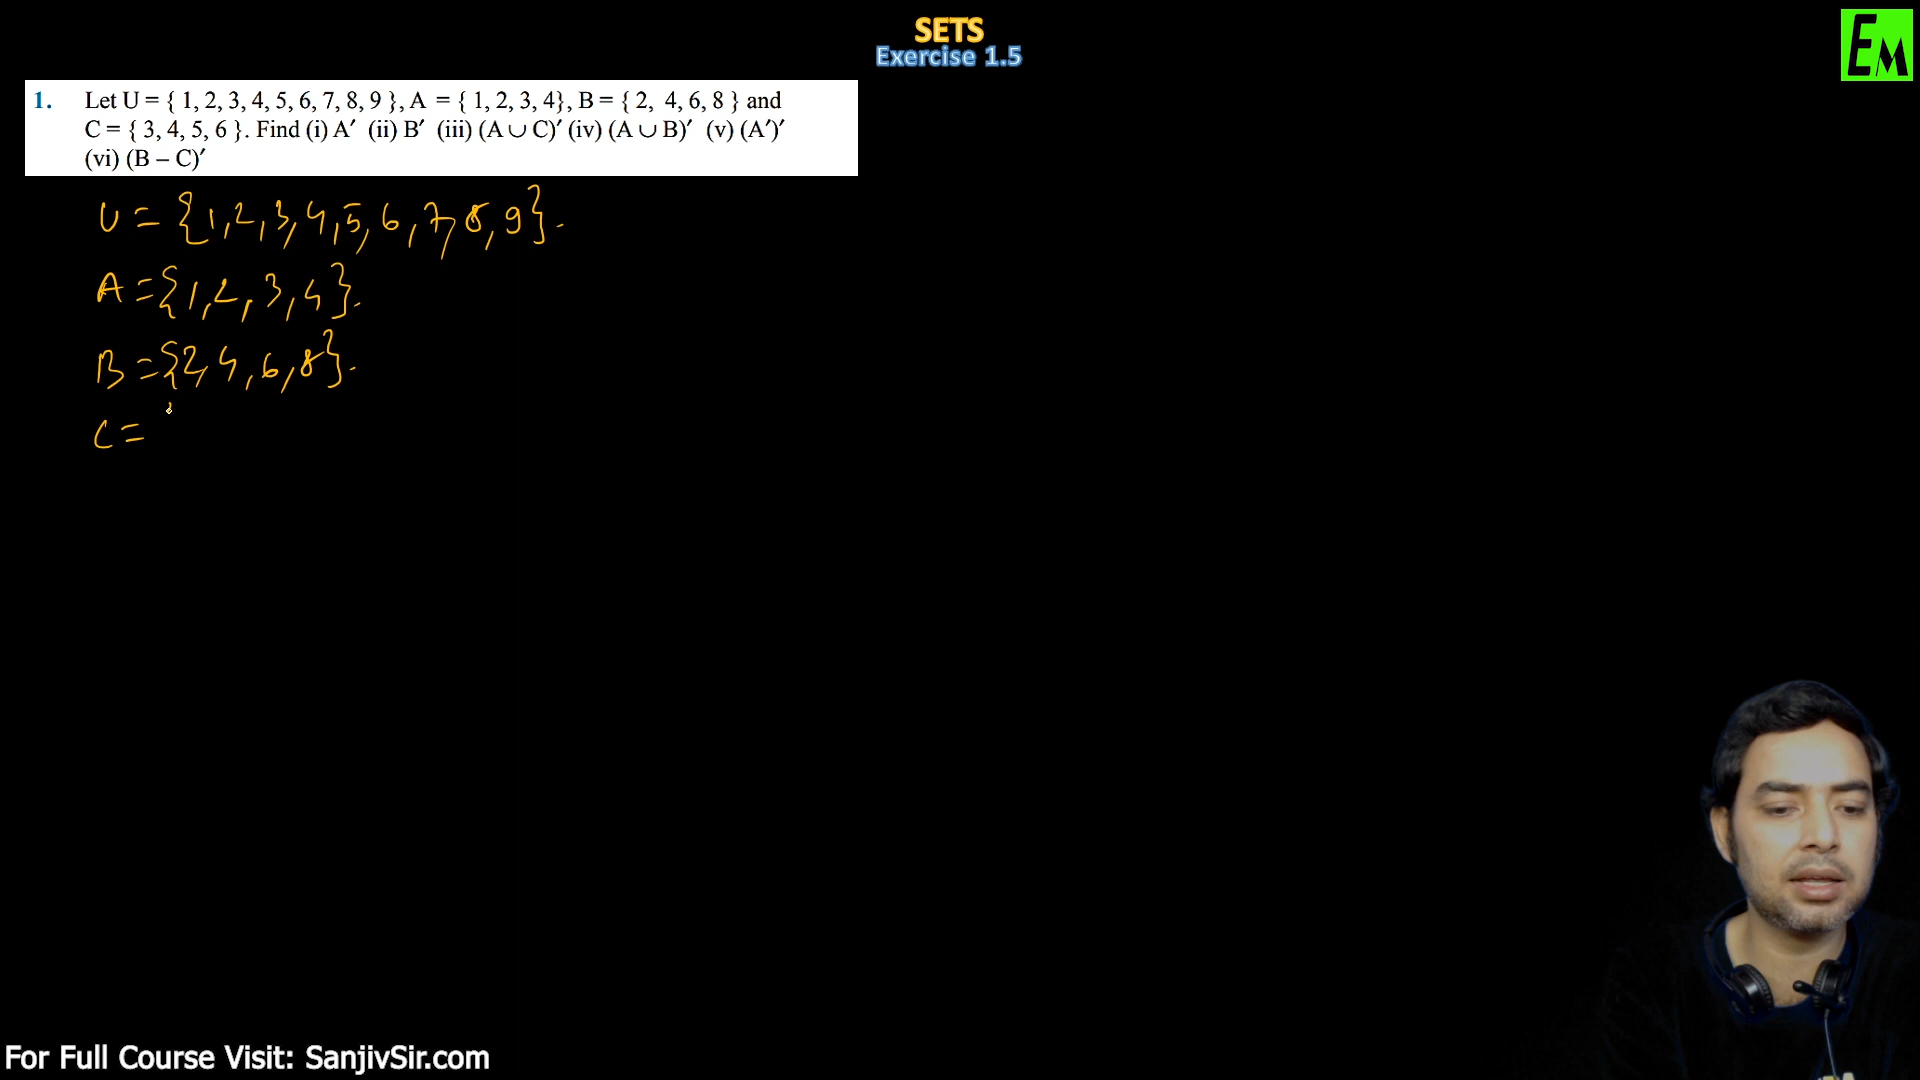 SETS
Exercise 1.5
EM
1. Let U = { 1, 2, 3, 4, 5, 6, 7, 8, 9 }, A = { 1, 2, 3, 4}, B = { 2, 4, 6, 8 } and
C = { 3, 4, 5, 6 }. Find (i) A′ (ii) B′ (iii) (A ∪ C)′ (iv) (A ∪ B)′ (v) (A′)′
(vi) (B – C)′
U = {1,2,3,4,5,6,7,8,9}.
A = {1,2,3,4}.
B = {2,4,6,8}.
C =
For Full Course Visit: SanjivSir.com